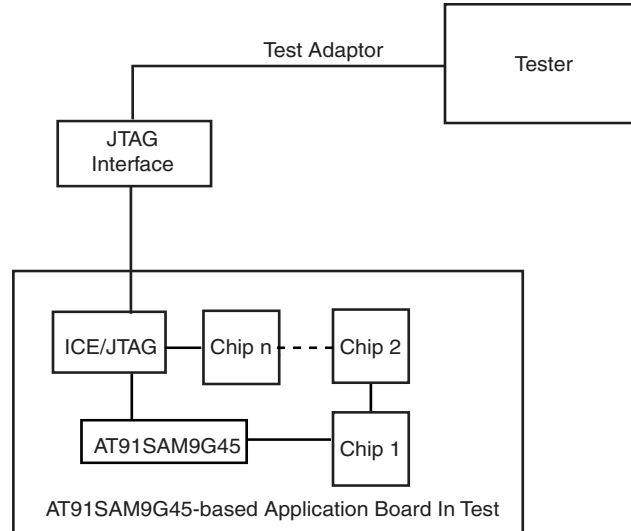 Test Adaptor
Tester
JTAG
Interface
ICE/JTAG
Chip n
Chip 2
AT91SAM9G45
Chip 1
AT91SAM9G45-based Application Board In Test